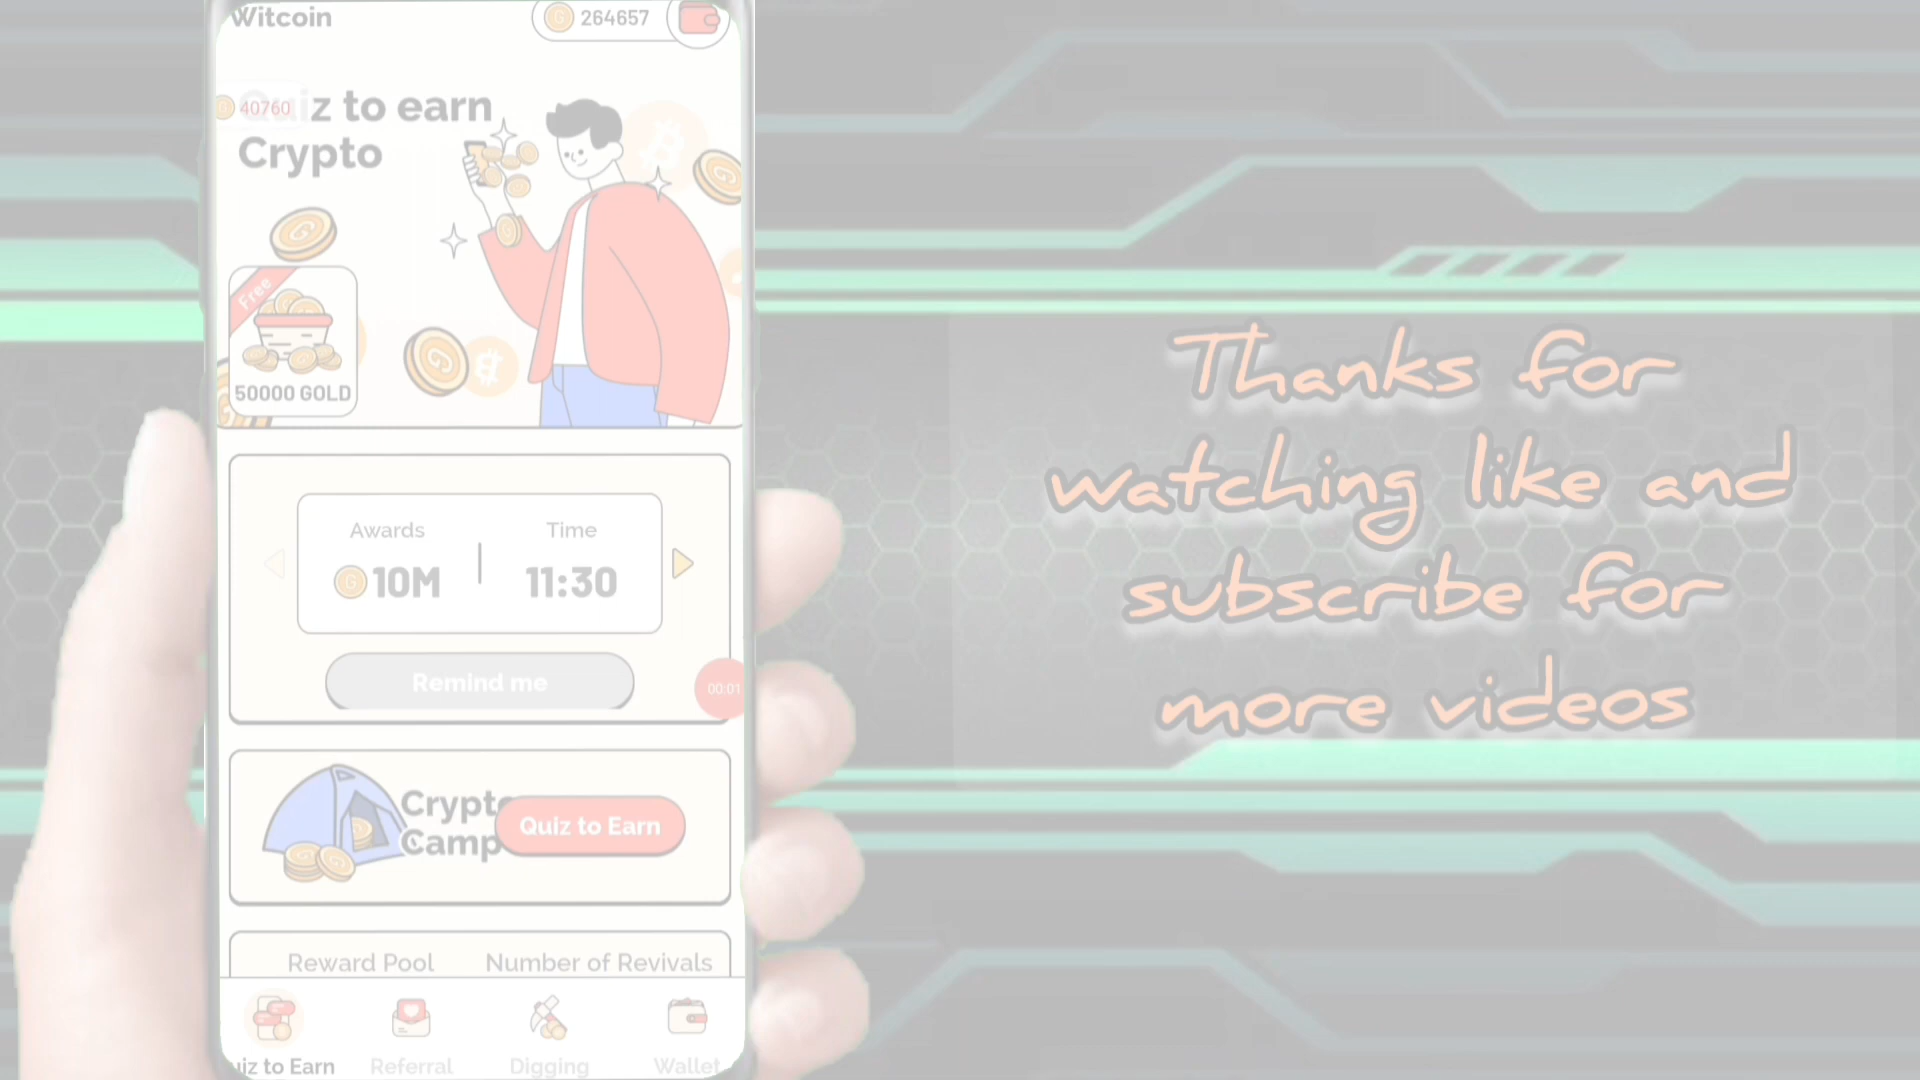 Witcoin
264657
40760
iz to earn
Crypto
Free
50000 GOLD
Awards
Time
10M
11:30
Remind me
00:01
Crypto
Camp
Quiz to Earn
Reward Pool
Number of Revivals
uiz to Earn
Referral
Digging
Wallet
Thanks for
watching like and
subscribe for
more videos